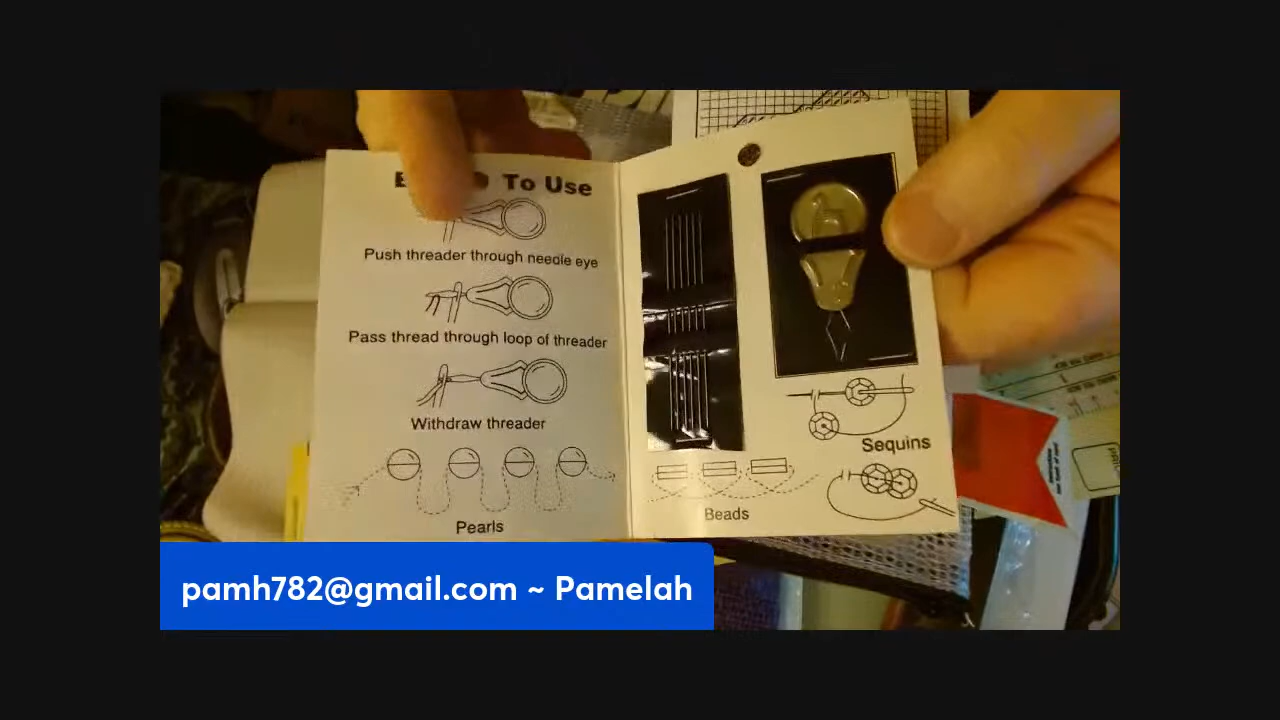 To Use
Push threader through needle eye
Pass thread through loop of threader
Withdraw threader
Pearls
Sequins
Beads
pamh782@gmail.com ~ Pamelah